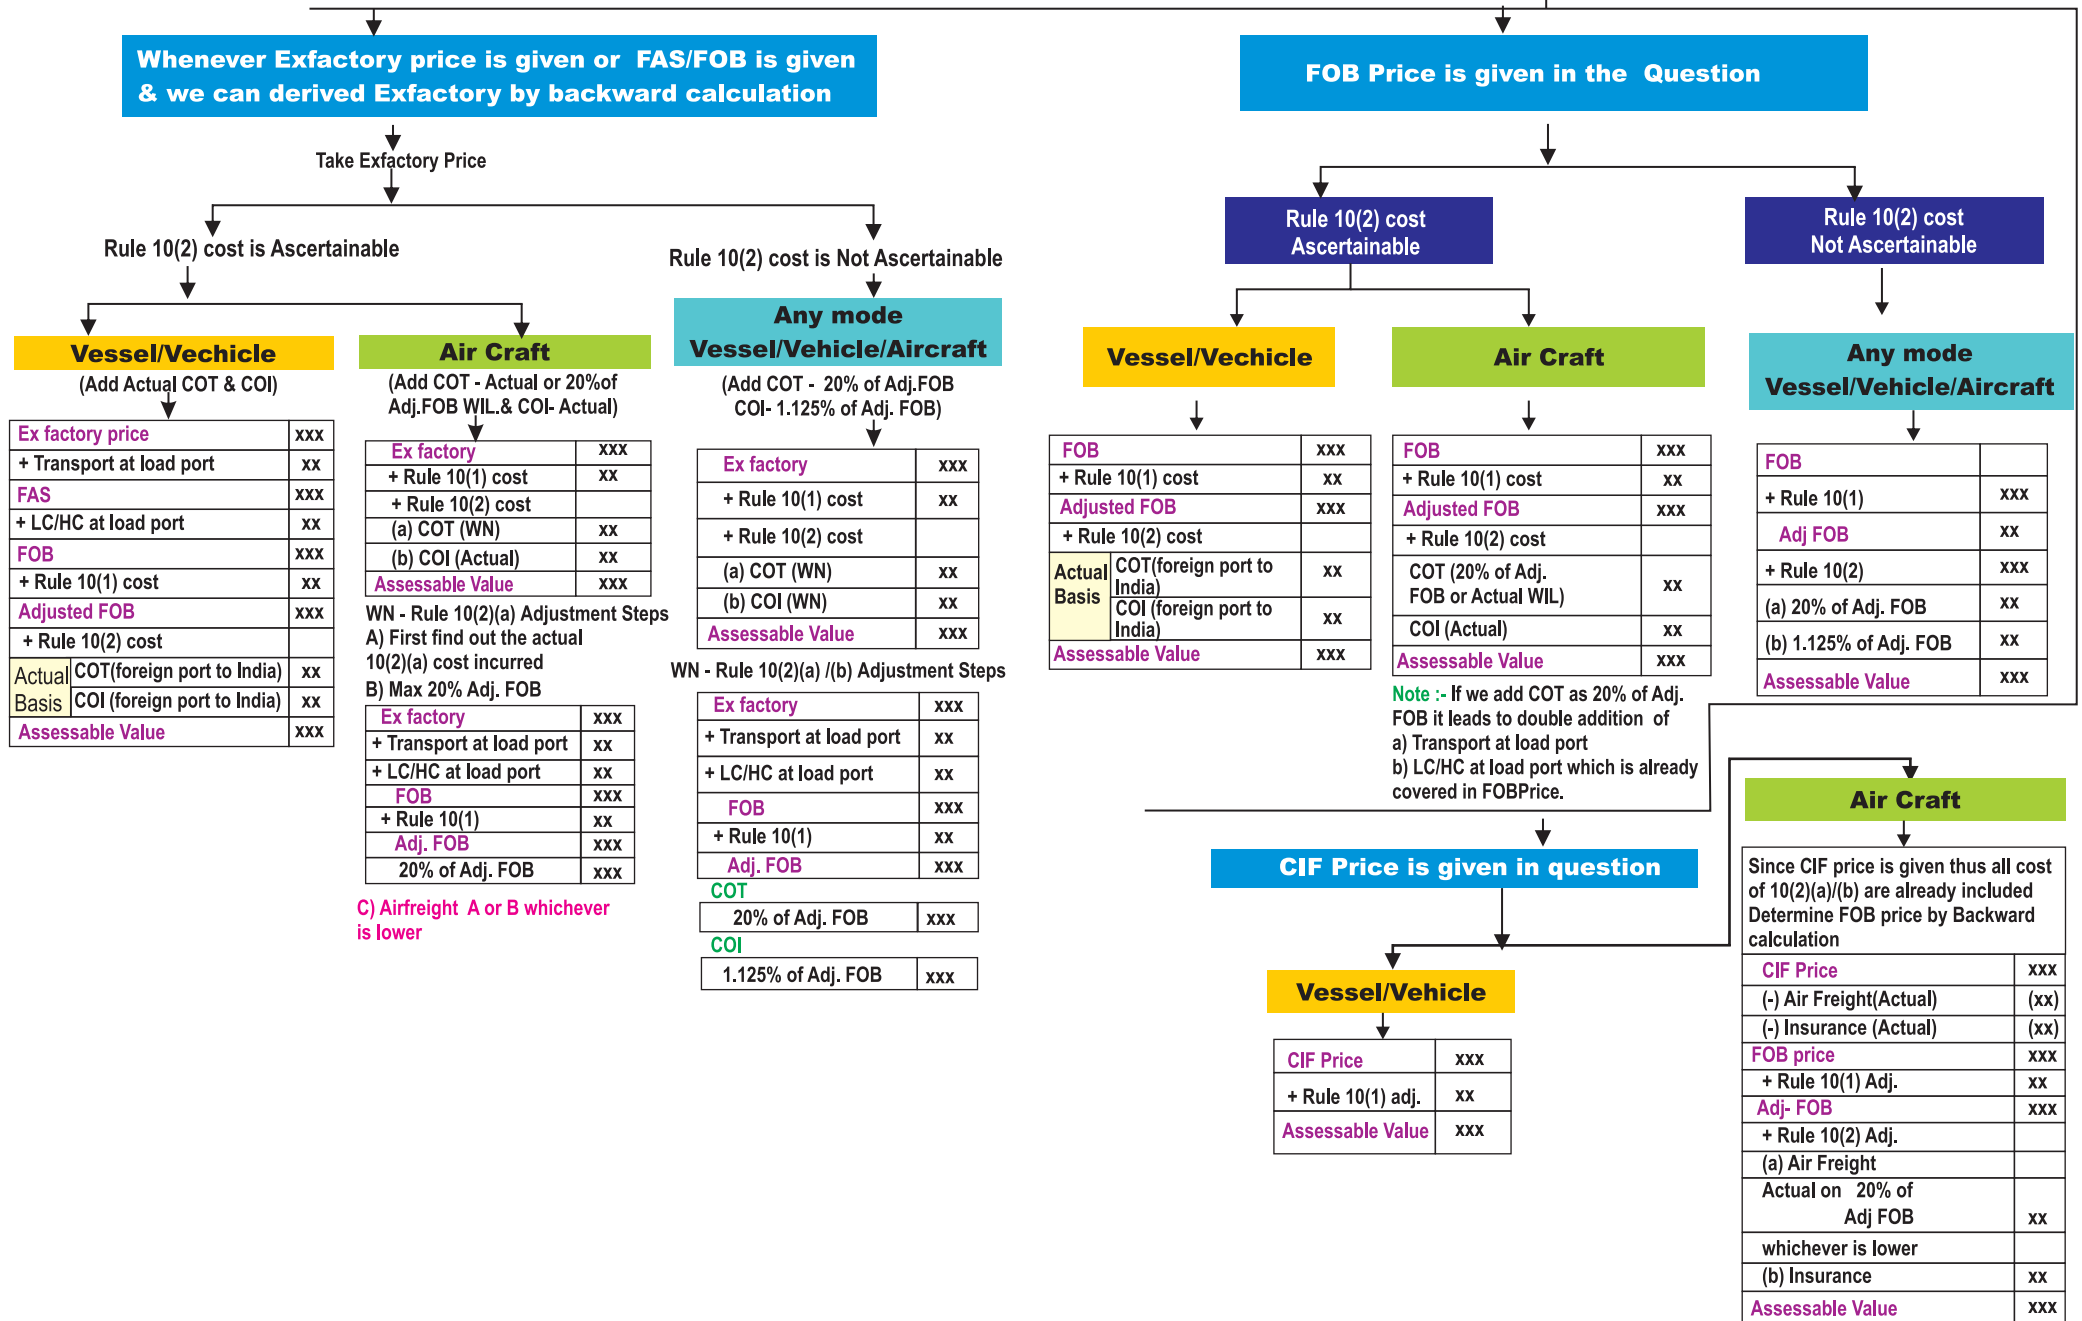 Whenever Exfactory price is given or FAS/FOB is given
& we can derived Exfactory by backward calculation
Take Exfactory Price
Rule 10(2) cost is Ascertainable
Rule 10(2) cost is Not Ascertainable
Vessel/Vechicle
(Add Actual COT & COI)
Ex factory price xxx
+ Transport at load port xx
FAS xxx
+ LC/HC at load port xx
FOB xxx
+ Rule 10(1) cost xx
Adjusted FOB xxx
+ Rule 10(2) cost
Actual Basis
COT(foreign port to India) xx
COI (foreign port to India) xx
Assessable Value xxx
Air Craft
(Add COT - Actual or 20%of
Adj.FOB WIL.& COI- Actual)
Ex factory xxx
+ Rule 10(1) cost xx
+ Rule 10(2) cost
(a) COT (WN) xx
(b) COI (Actual) xx
Assessable Value xxx
WN - Rule 10(2)(a) Adjustment Steps
A) First find out the actual
10(2)(a) cost incurred
B) Max 20% Adj. FOB
Ex factory xxx
+ Transport at load port xx
+ LC/HC at load port xx
FOB xxx
+ Rule 10(1) xx
Adj. FOB xxx
20% of Adj. FOB xxx
C) Airfreight A or B whichever
is lower
Any mode
Vessel/Vehicle/Aircraft
(Add COT - 20% of Adj.FOB
COI- 1.125% of Adj. FOB)
Ex factory xxx
+ Rule 10(1) cost xx
+ Rule 10(2) cost
(a) COT (WN) xx
(b) COI (WN) xx
Assessable Value xxx
WN - Rule 10(2)(a) /(b) Adjustment Steps
Ex factory xxx
+ Transport at load port xx
+ LC/HC at load port xx
FOB xxx
+ Rule 10(1) xx
Adj. FOB xxx
COT
20% of Adj. FOB xxx
COI
1.125% of Adj. FOB xxx
FOB Price is given in the Question
Rule 10(2) cost
Ascertainable
Rule 10(2) cost
Not Ascertainable
Vessel/Vechicle
FOB xxx
+ Rule 10(1) cost xx
Adjusted FOB xxx
+ Rule 10(2) cost
Actual
Basis
COT(foreign port to
India) xx
COI (foreign port to
India) xx
Assessable Value xxx
Air Craft
FOB xxx
+ Rule 10(1) cost xx
Adjusted FOB xxx
+ Rule 10(2) cost
COT (20% of Adj.
FOB or Actual WIL) xx
COI (Actual) xx
Assessable Value xxx
Note :- If we add COT as 20% of Adj.
FOB it leads to double addition of
a) Transport at load port
b) LC/HC at load port which is already
covered in FOBPrice.
Any mode
Vessel/Vehicle/Aircraft
FOB
+ Rule 10(1) xxx
Adj FOB xx
+ Rule 10(2) xxx
(a) 20% of Adj. FOB xx
(b) 1.125% of Adj. FOB xx
Assessable Value xxx
CIF Price is given in question
Vessel/Vehicle
CIF Price xxx
+ Rule 10(1) adj. xx
Assessable Value xxx
Air Craft
Since CIF price is given thus all cost
of 10(2)(a)/(b) are already included
Determine FOB price by Backward
calculation
CIF Price xxx
(-) Air Freight(Actual) (xx)
(-) Insurance (Actual) (xx)
FOB price xxx
+ Rule 10(1) Adj. xx
Adj- FOB xxx
+ Rule 10(2) Adj.
(a) Air Freight
Actual on 20% of
Adj FOB xx
whichever is lower
(b) Insurance xx
Assessable Value xxx